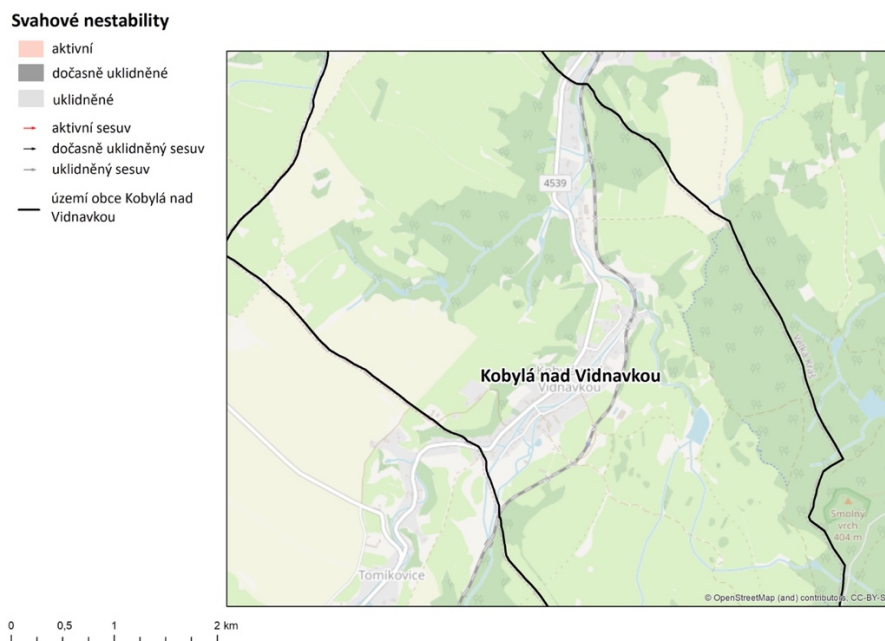 Svahové nestability
aktivní
dočasně uklidněné
uklidněné
aktivní sesuv
dočasně uklidněný sesuv
uklidněný sesuv
území obce Kobylá nad
Vidnavkou
4539
Kobylá nad Vidnavkou
Vidnavkou
Smolný
vrch
404 m
Tomíkovice
© OpenStreetMap (and) contributors, CC-BY-S
0 0,5 1 2 km